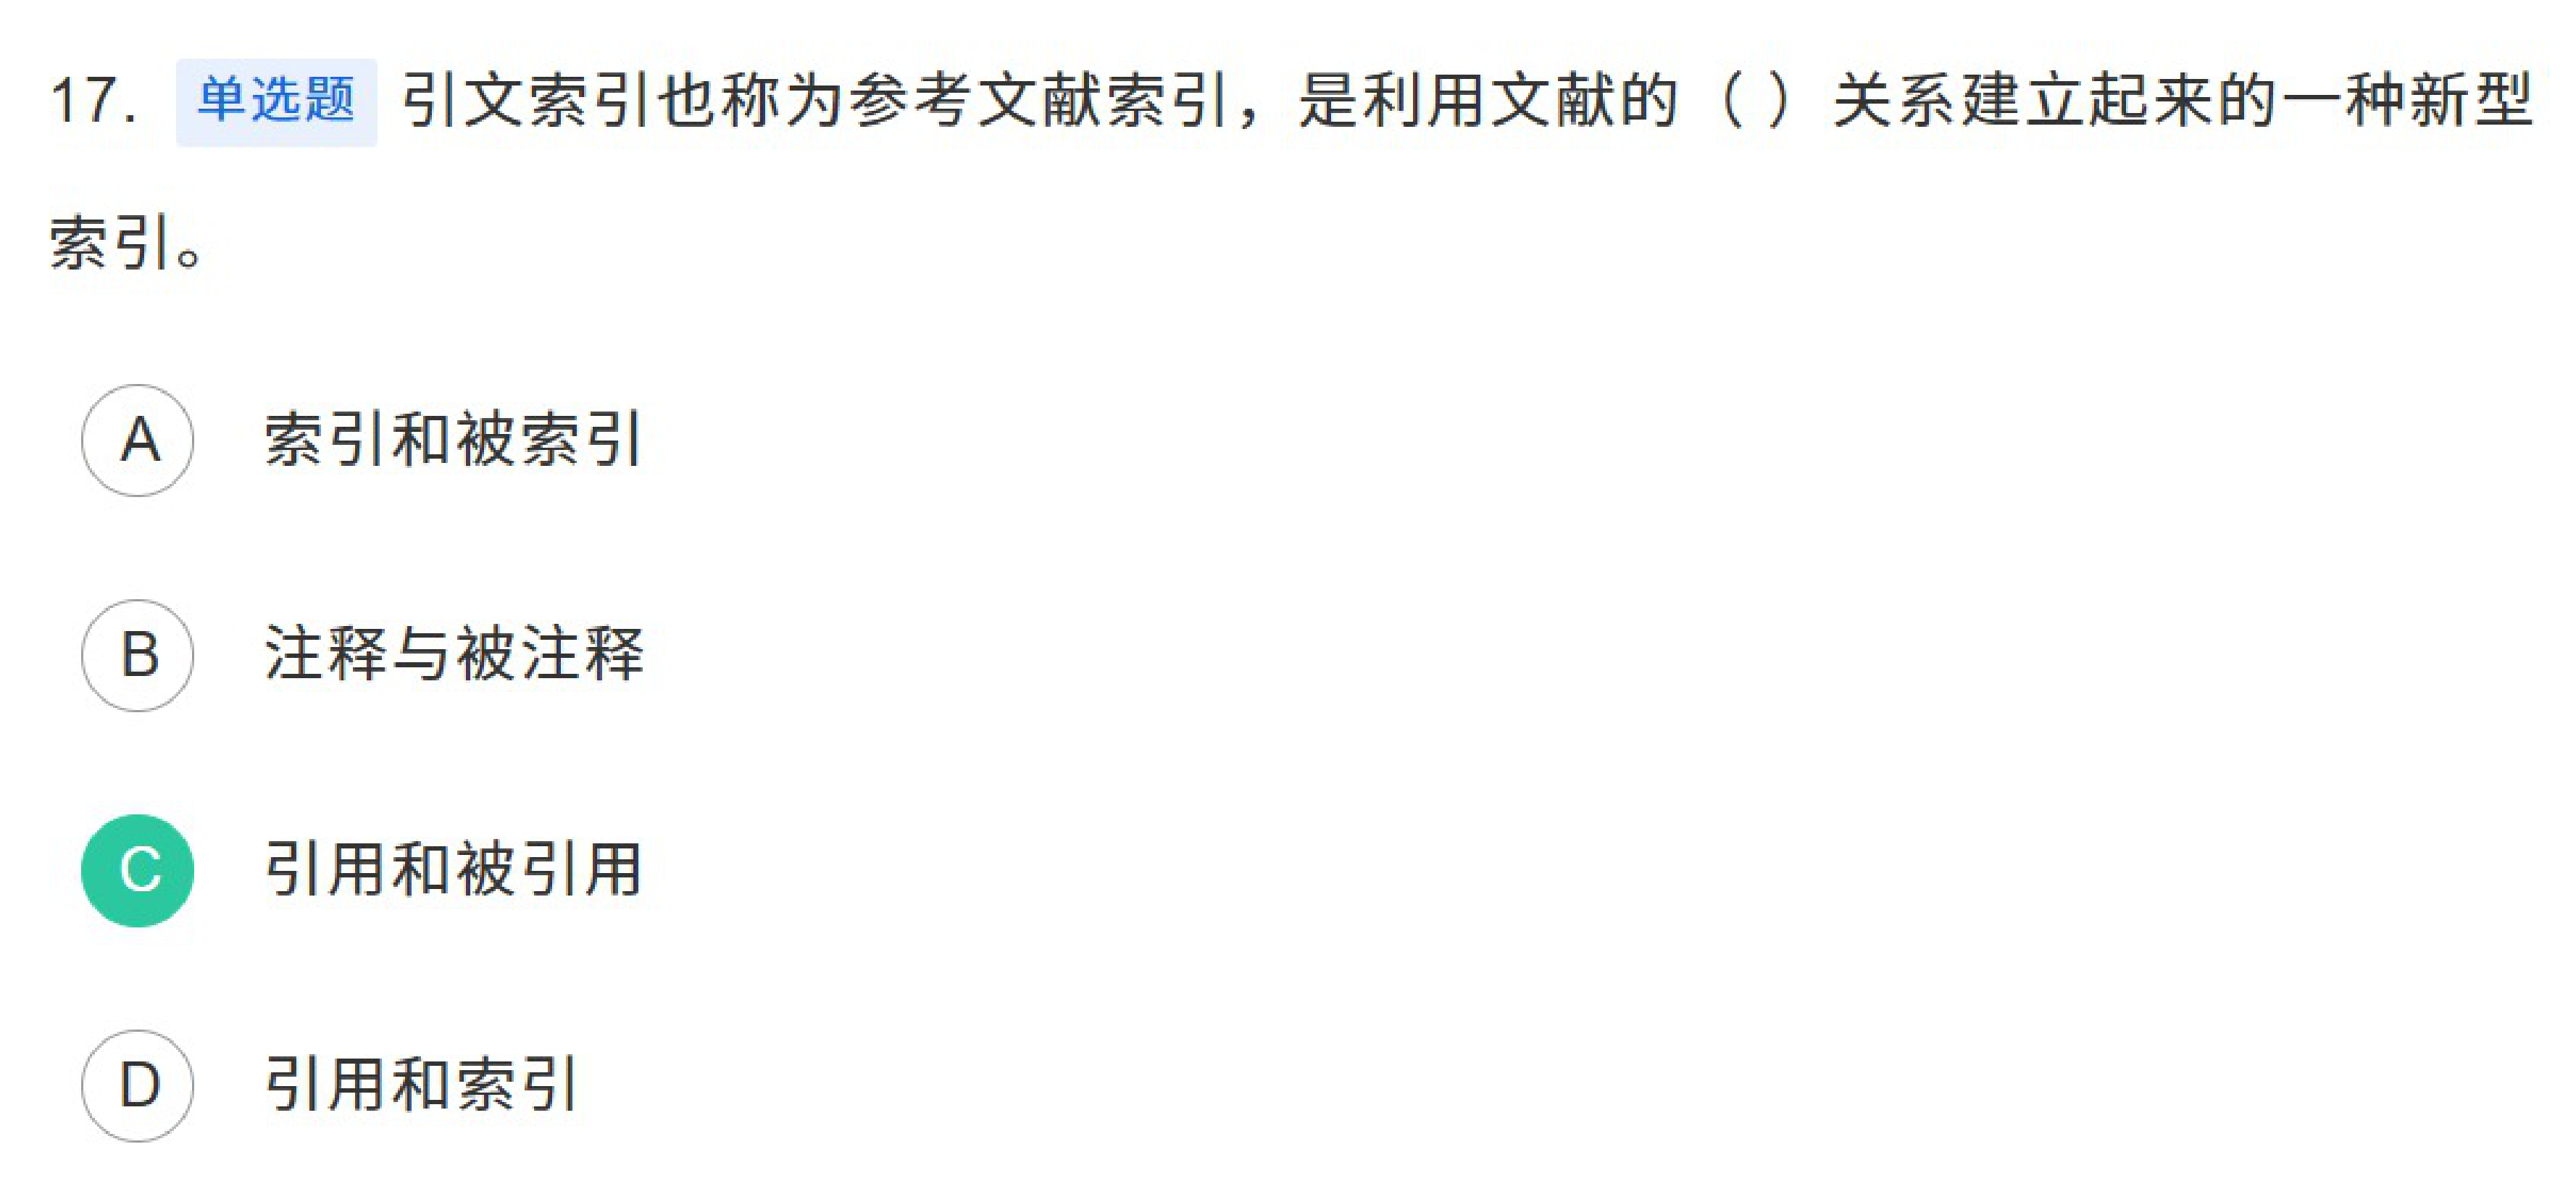 17. 单选题 引文索引也称为参考文献索引，是利用文献的（ ）关系建立起来的一种新型
索引。
A 索引和被索引
B 注释与被注释
C 引用和被引用
D 引用和索引